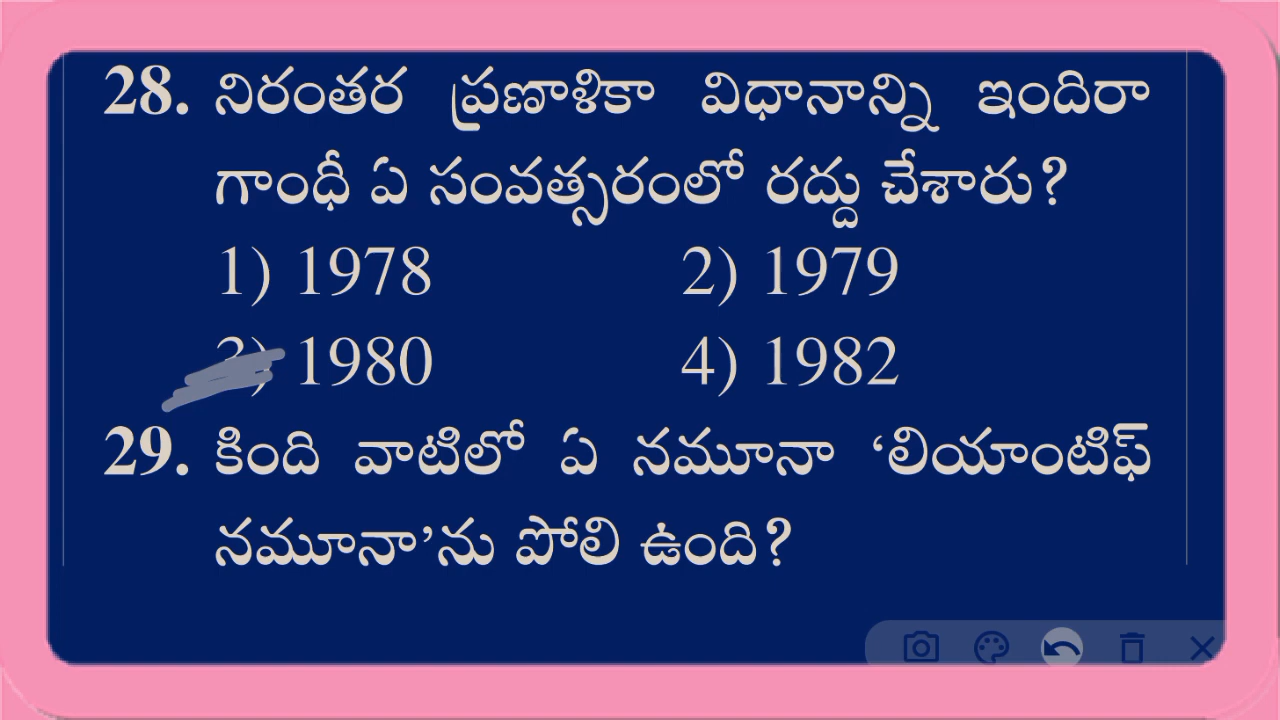 28. నిరంతర ప్రణాళికా విధానాన్ని ఇందిరా
గాంధీ ఏ సంవత్సరంలో రద్దు చేశారు?
1) 1978 2) 1979
3) 1980 4) 1982
29. కింది వాటిలో ఏ నమూనా ‘లియాంటిఫ్
నమూనా’ను పోలి ఉంది?